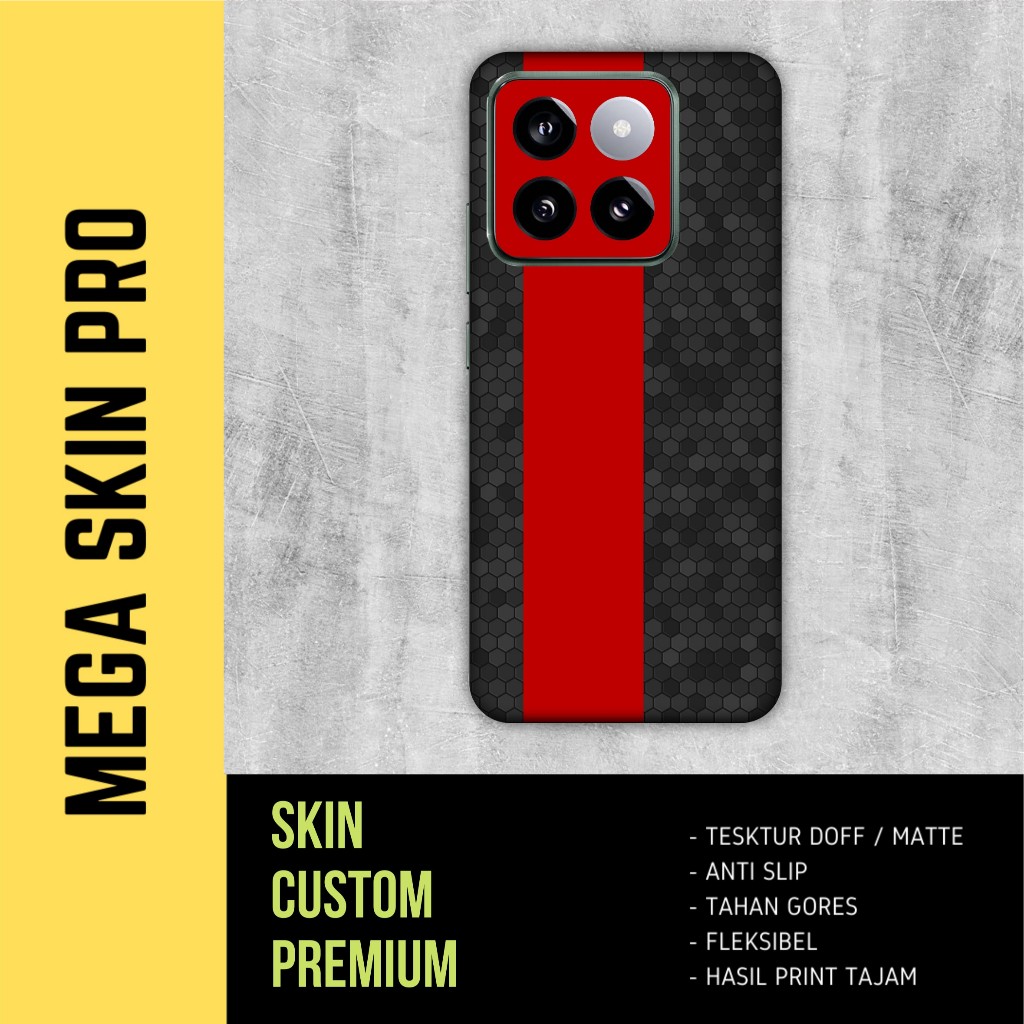 MEGA SKIN PRO
SKIN
CUSTOM
PREMIUM
- TESKTUR DOFF / MATTE
- ANTI SLIP
- TAHAN GORES
- FLEKSIBEL
- HASIL PRINT TAJAM